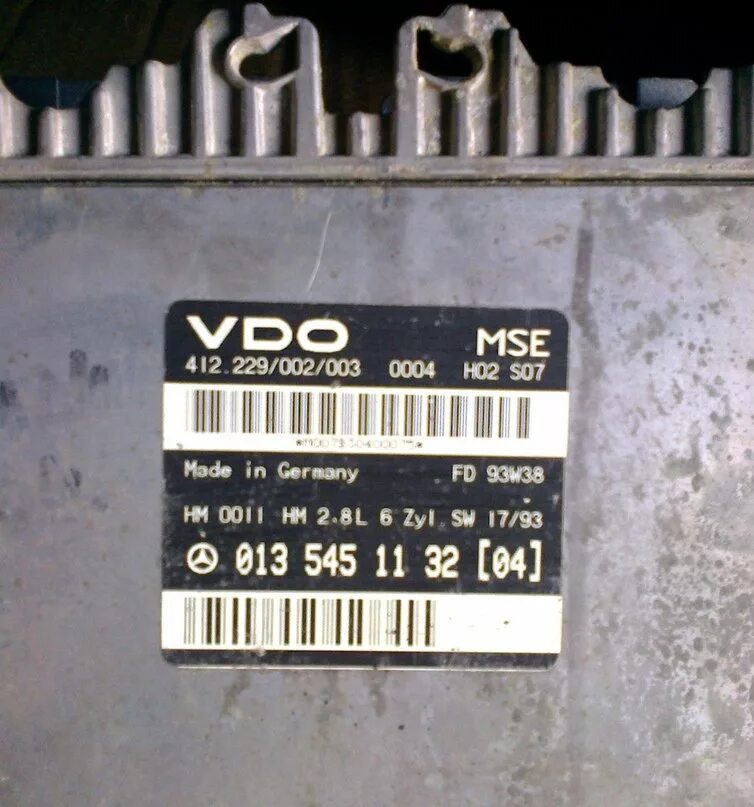 VDO MSE
412.229/002/003 0004 H02 S07
Made in Germany FD 93W38
HM 0011 HM 2.8L 6 Zyl. SW 17/93
013 545 11 32 [04]